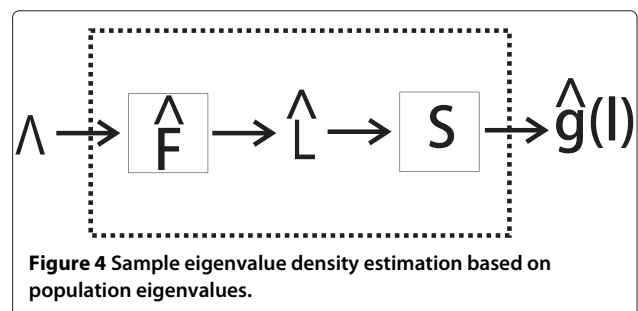 Λ → F̂ → L̂ → S → ĝ(l)
Figure 4 Sample eigenvalue density estimation based on
population eigenvalues.